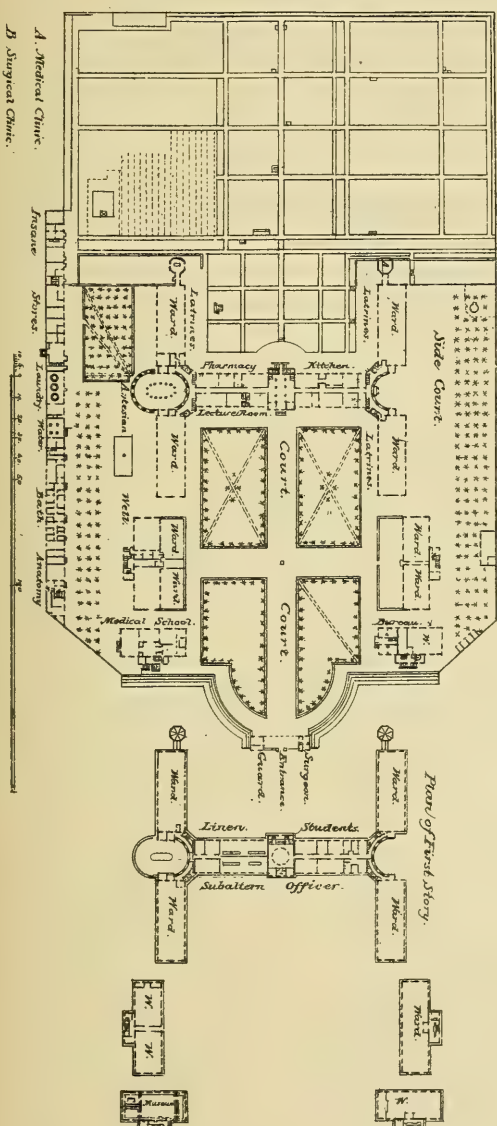 A. Medical Clinic.
B Surgical Clinic.
Insane
Stores.
Laundry
Water.
Bath.
Anatomy
Latrines.
Ward.
Latrines.
Ward.
Side Court.
Pharmacy
Kitchen
Lecture Room.
Latrines.
Ward.
Ward.
Artesian
Well.
Court.
Court.
Ward.
Ward.
Ward.
Ward.
Medical School.
Bureau.
W.
Guard.
Entrance.
Surgeon.
Plan of First Story.
Ward.
Ward.
Linen.
Students.
Subaltern Officer.
Ward.
Ward.
W.
W.
Ward.
Museum
W.